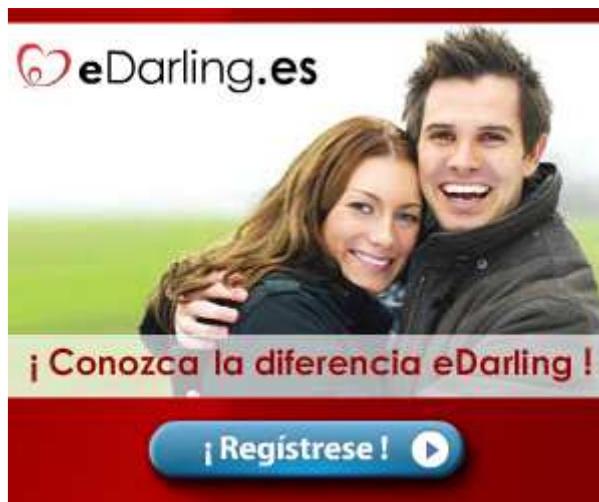 eDarling.es
¡ Conozca la diferencia eDarling !
¡ Regístrese !